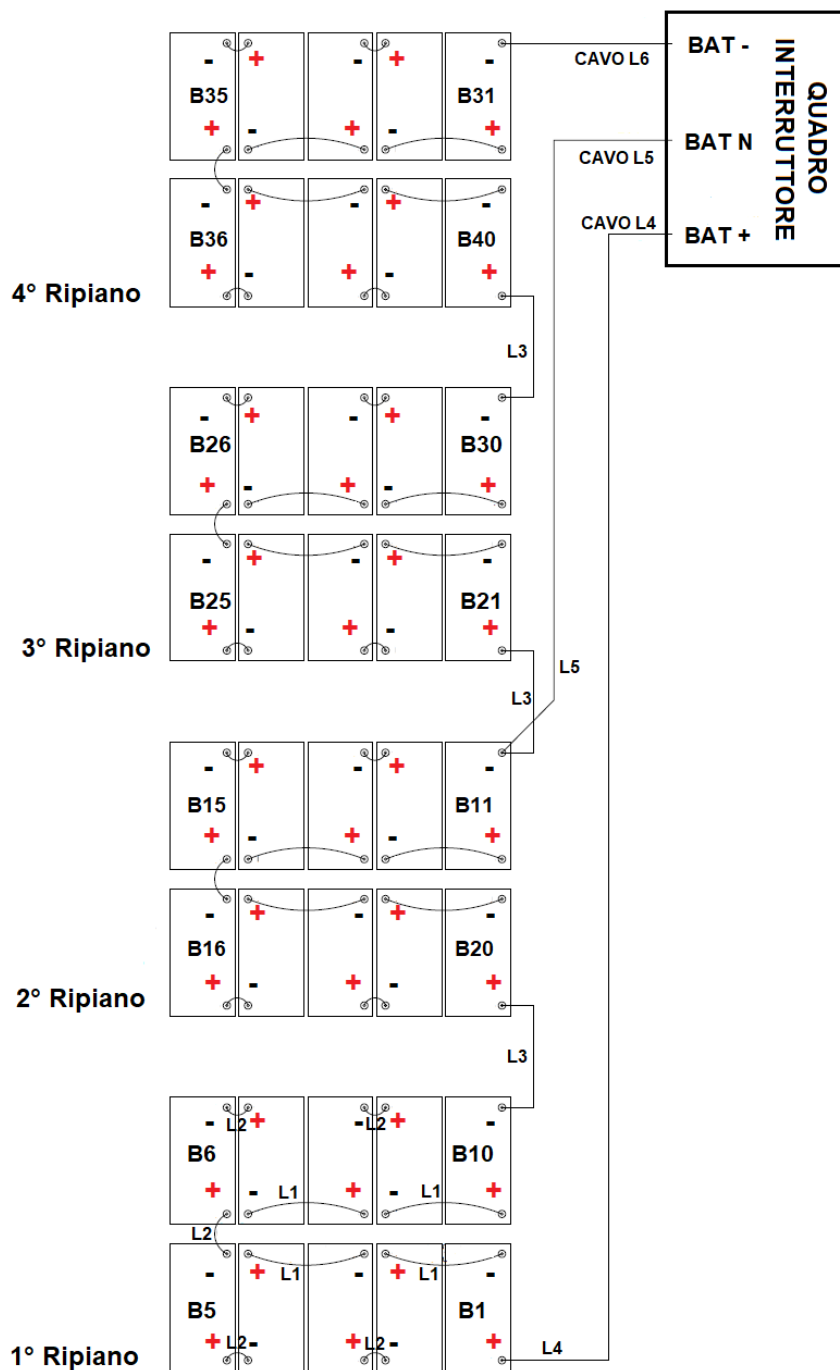 BAT -
CAVO L6
BAT N
CAVO L5
BAT +
CAVO L4
QUADRO
INTERRUTTORE
- + - + -
B35 B31
+ - + - +
- + - + -
B36 B40
+ - + - +
4° Ripiano
L3
- + - + -
B26 B30
+ - + - +
- + - + -
B25 B21
+ - + - +
3° Ripiano
L3
L5
- + - + -
B15 B11
+ - + - +
- + - + -
B16 B20
+ - + - +
2° Ripiano
L3
- L2 + - L2 + -
B6 B10
+ - L1 + - L1 +
L2
- + L1 - + L1 -
B5 B1
+ L2 - + L2 - +
L4
1° Ripiano